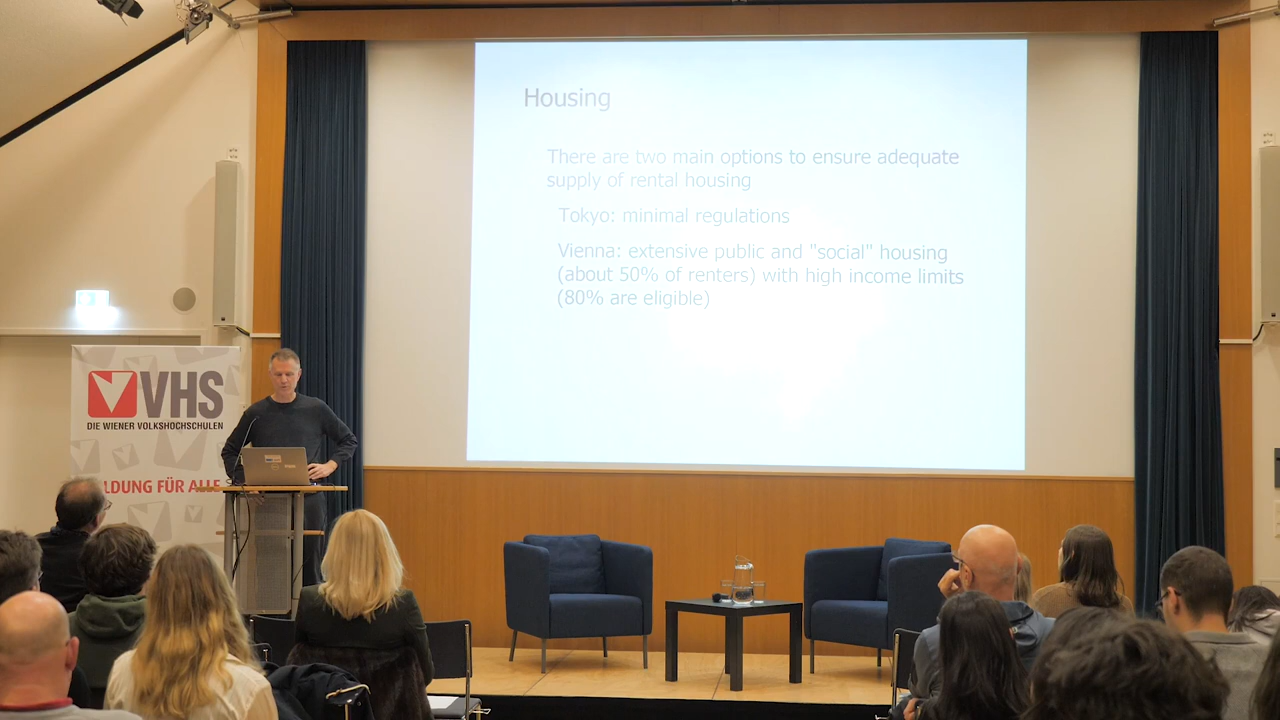 Housing
There are two main options to ensure adequate
supply of rental housing
Tokyo: minimal regulations
Vienna: extensive public and "social" housing
(about 50% of renters) with high income limits
(80% are eligible)
VHS
DIE WIENER VOLKSHOCHSCHULEN
LDUNG FÜR ALLE